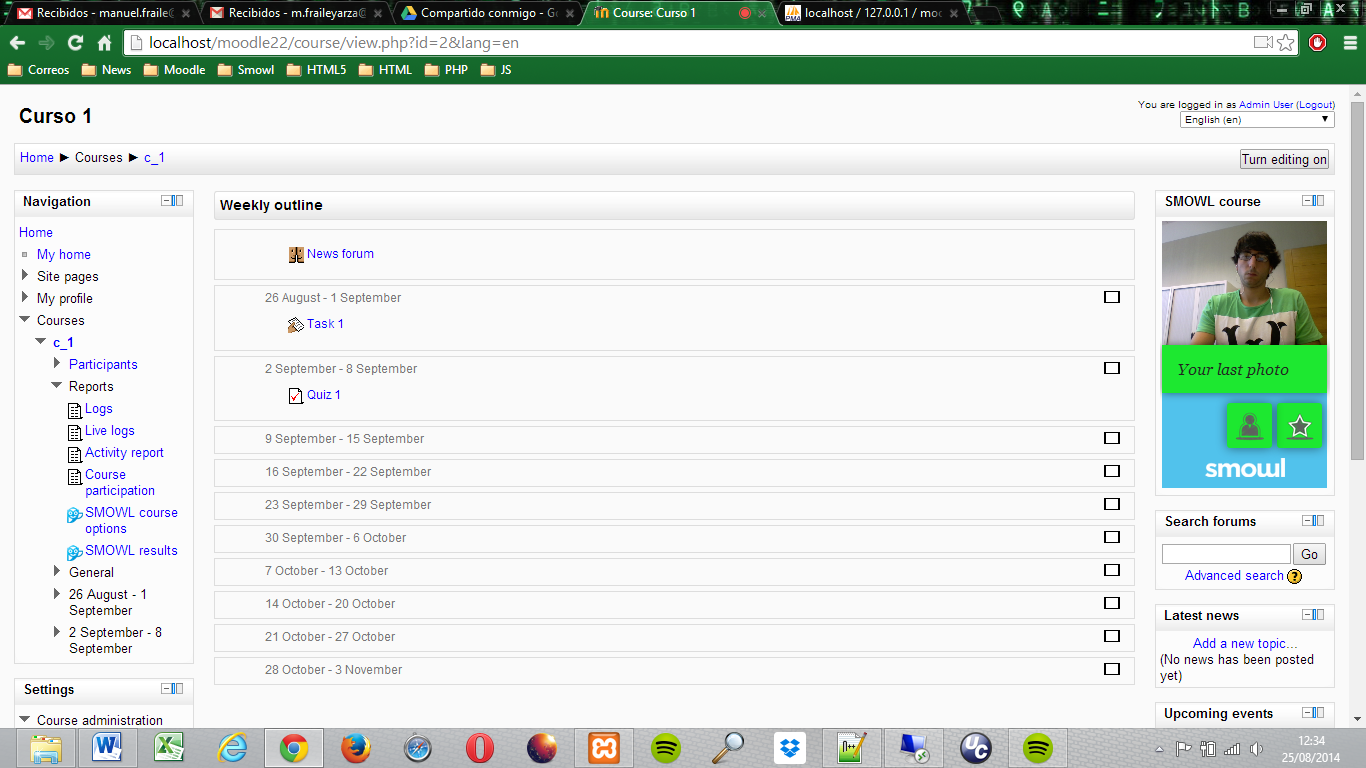 Recibidos - manuel.fraile@
Recibidos - m.fraileyarza@
Compartido conmigo - Go
Course: Curso 1
localhost / 127.0.0.1 / moo
localhost/moodle22/course/view.php?id=2&lang=en
Correos
News
Moodle
Smowl
HTML5
HTML
PHP
JS
Curso 1
You are logged in as Admin User (Logout)
English (en)
Home ► Courses ► c_1
Turn editing on
Navigation
Home
My home
Site pages
My profile
Courses
c_1
Participants
Reports
Logs
Live logs
Activity report
Course
participation
SMOWL course
options
SMOWL results
General
26 August - 1
September
2 September - 8
September
Settings
Course administration
Weekly outline
News forum
26 August - 1 September
Task 1
2 September - 8 September
Quiz 1
9 September - 15 September
16 September - 22 September
23 September - 29 September
30 September - 6 October
7 October - 13 October
14 October - 20 October
21 October - 27 October
28 October - 3 November
SMOWL course
Your last photo
smowl
Search forums
Go
Advanced search
Latest news
Add a new topic...
(No news has been posted
yet)
Upcoming events
12:34
25/08/2014